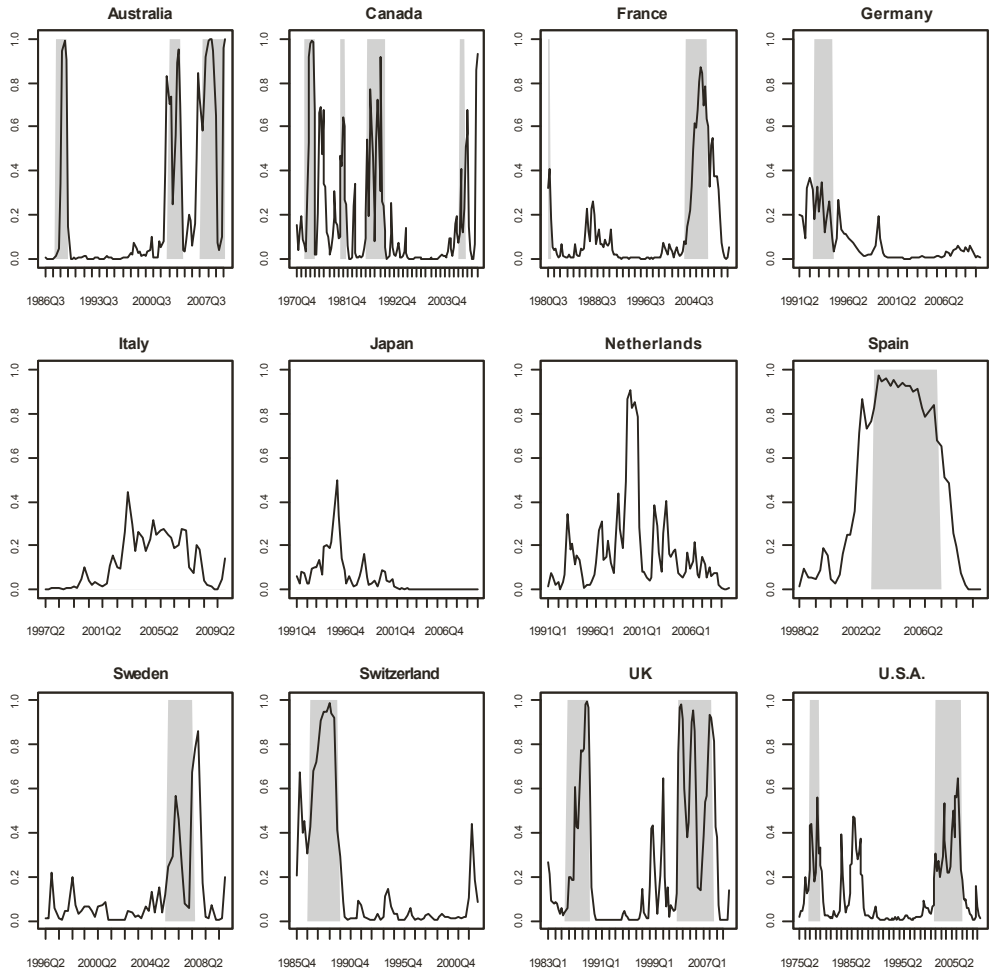 Australia Canada France Germany
1.0 1.0 1.0 1.0
0.8 0.8 0.8 0.8
0.6 0.6 0.6 0.6
0.4 0.4 0.4 0.4
0.2 0.2 0.2 0.2
0.0 0.0 0.0 0.0
1986Q3 1993Q3 2000Q3 2007Q3 1970Q4 1981Q4 1992Q4 2003Q4 1980Q3 1988Q3 1996Q3 2004Q3 1991Q2 1996Q2 2001Q2 2006Q2
Italy Japan Netherlands Spain
1.0 1.0 1.0 1.0
0.8 0.8 0.8 0.8
0.6 0.6 0.6 0.6
0.4 0.4 0.4 0.4
0.2 0.2 0.2 0.2
0.0 0.0 0.0 0.0
1997Q2 2001Q2 2005Q2 2009Q2 1991Q4 1996Q4 2001Q4 2006Q4 1991Q1 1996Q1 2001Q1 2006Q1 1998Q2 2002Q2 2006Q2
Sweden Switzerland UK U.S.A.
1.0 1.0 1.0 1.0
0.8 0.8 0.8 0.8
0.6 0.6 0.6 0.6
0.4 0.4 0.4 0.4
0.2 0.2 0.2 0.2
0.0 0.0 0.0 0.0
1996Q2 2000Q2 2004Q2 2008Q2 1985Q4 1990Q4 1995Q4 2000Q4 1983Q1 1991Q1 1999Q1 2007Q1 1975Q2 1985Q2 1995Q2 2005Q2